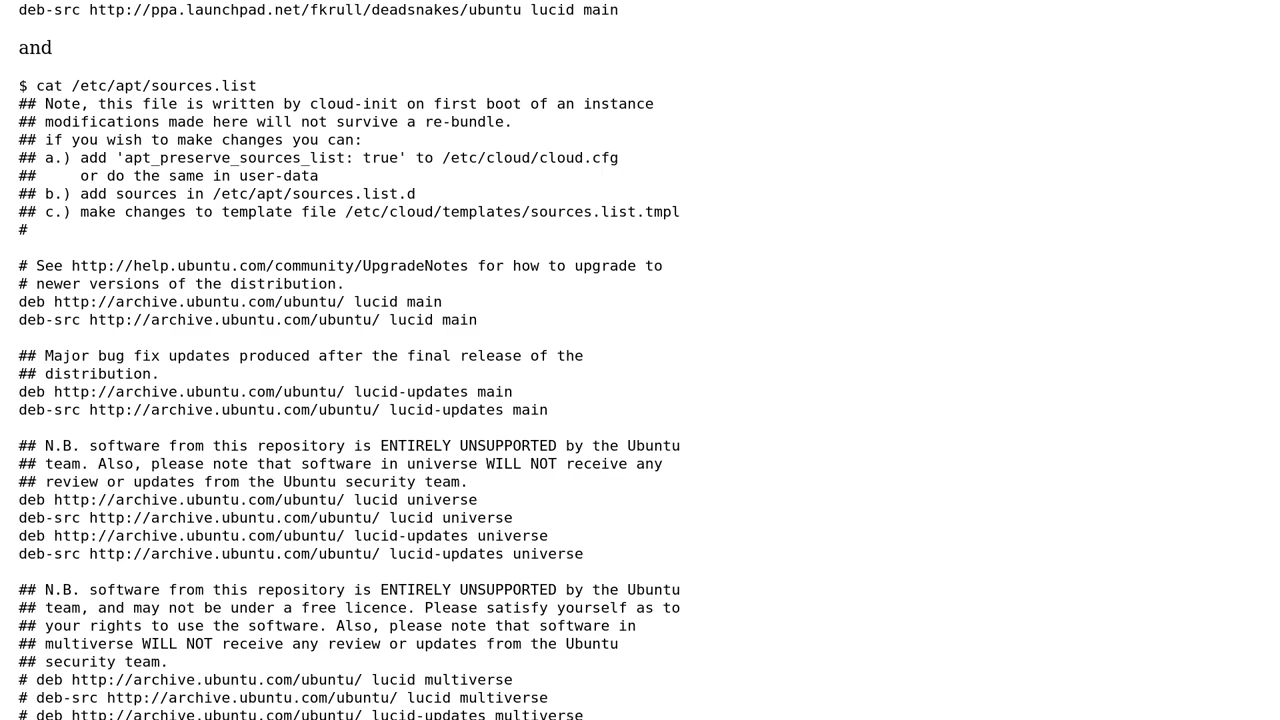 deb-src http://ppa.launchpad.net/fkrull/deadsnakes/ubuntu lucid main
and
$ cat /etc/apt/sources.list
## Note, this file is written by cloud-init on first boot of an instance
## modifications made here will not survive a re-bundle.
## if you wish to make changes you can:
## a.) add 'apt_preserve_sources_list: true' to /etc/cloud/cloud.cfg
##     or do the same in user-data
## b.) add sources in /etc/apt/sources.list.d
## c.) make changes to template file /etc/cloud/templates/sources.list.tmpl
#
# See http://help.ubuntu.com/community/UpgradeNotes for how to upgrade to
# newer versions of the distribution.
deb http://archive.ubuntu.com/ubuntu/ lucid main
deb-src http://archive.ubuntu.com/ubuntu/ lucid main
## Major bug fix updates produced after the final release of the
## distribution.
deb http://archive.ubuntu.com/ubuntu/ lucid-updates main
deb-src http://archive.ubuntu.com/ubuntu/ lucid-updates main
## N.B. software from this repository is ENTIRELY UNSUPPORTED by the Ubuntu
## team. Also, please note that software in universe WILL NOT receive any
## review or updates from the Ubuntu security team.
deb http://archive.ubuntu.com/ubuntu/ lucid universe
deb-src http://archive.ubuntu.com/ubuntu/ lucid universe
deb http://archive.ubuntu.com/ubuntu/ lucid-updates universe
deb-src http://archive.ubuntu.com/ubuntu/ lucid-updates universe
## N.B. software from this repository is ENTIRELY UNSUPPORTED by the Ubuntu
## team, and may not be under a free licence. Please satisfy yourself as to
## your rights to use the software. Also, please note that software in
## multiverse WILL NOT receive any review or updates from the Ubuntu
## security team.
# deb http://archive.ubuntu.com/ubuntu/ lucid multiverse
# deb-src http://archive.ubuntu.com/ubuntu/ lucid multiverse
# deb http://archive.ubuntu.com/ubuntu/ lucid-updates multiverse